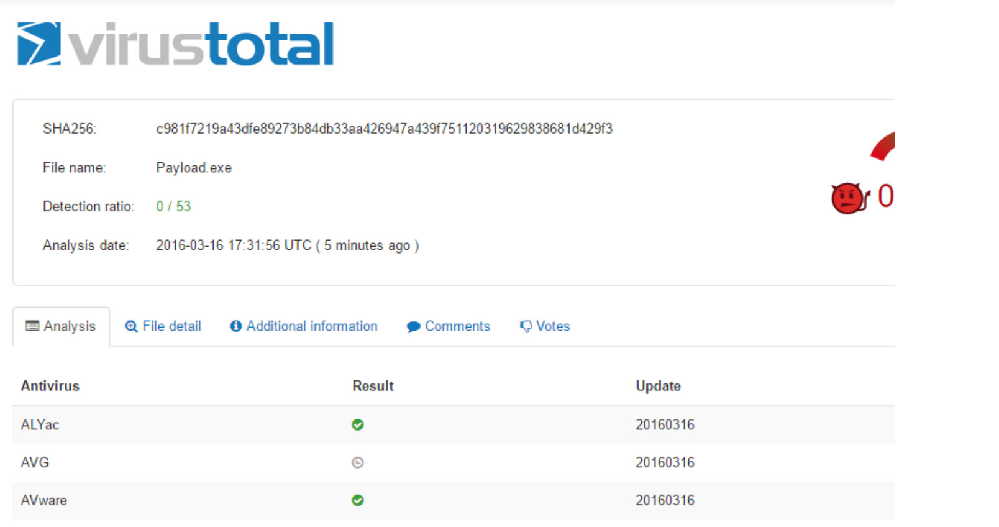 virustotal
SHA256: c981f7219a43dfe89273b84db33aa426947a439f751120319629838681d429f3
File name: Payload.exe
Detection ratio: 0 / 53
0
Analysis date: 2016-03-16 17:31:56 UTC ( 5 minutes ago )
Analysis File detail Additional information Comments Votes
Antivirus Result Update
ALYac 20160316
AVG 20160316
AVware 20160316